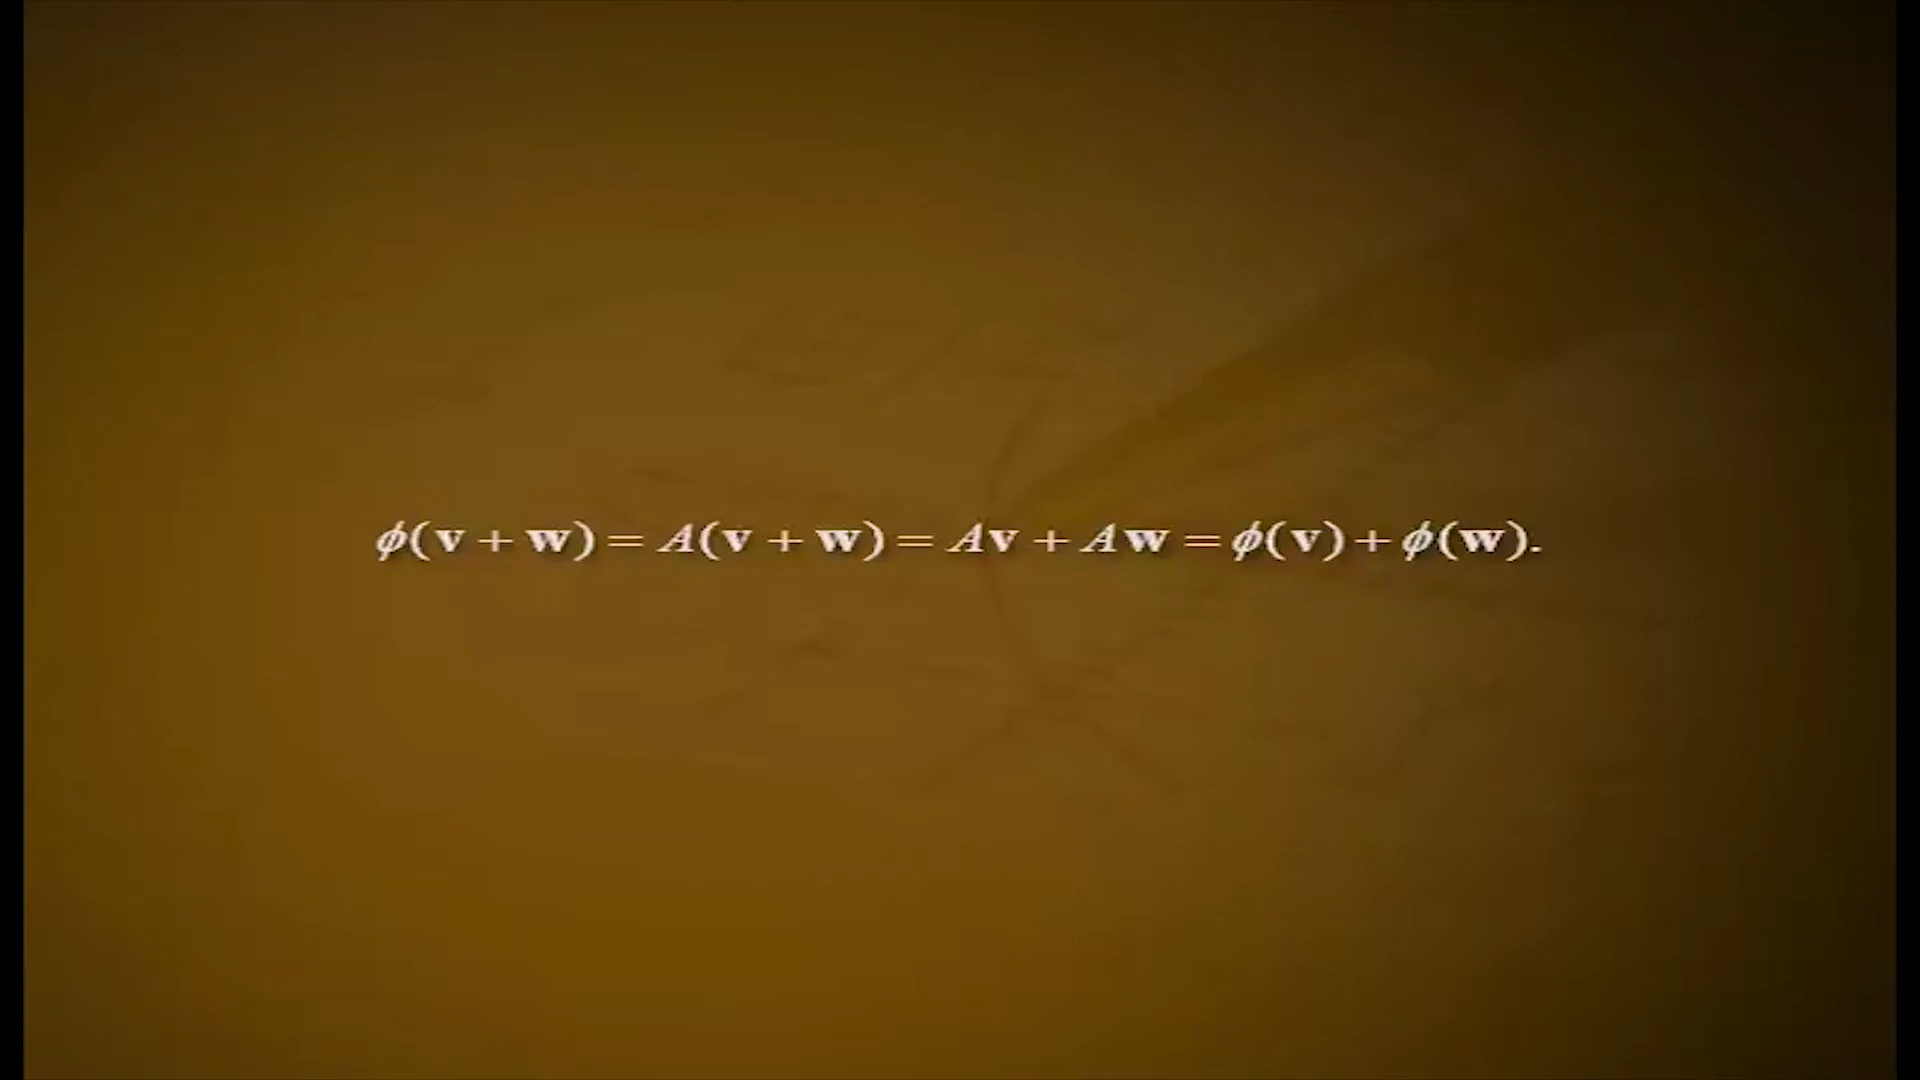 ϕ(v + w) = A(v + w) = Av + Aw = ϕ(v) + ϕ(w).